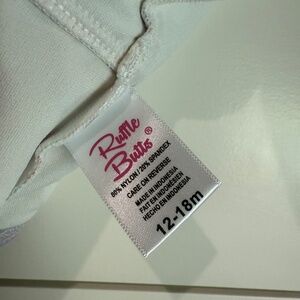 Ruffle
Butts®
80% NYLON / 20% SPANDEX
CARE ON REVERSE
MADE IN INDONESIA
FAIT EN INDONÉSIEN
HECHO EN INDONESIA
12-18m